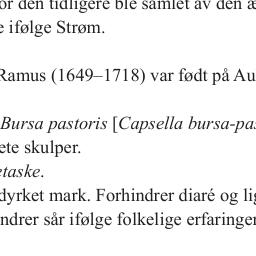 or den tidligere ble samlet av den
ifølge Strøm.
Ramus (1649–1718) var født på Au
Bursa pastoris [Capsella bursa-pas
ete skulper.
etaske.
dyrket mark. Forhindrer diaré og lig
ndrer sår ifølge folkelige erfaringer